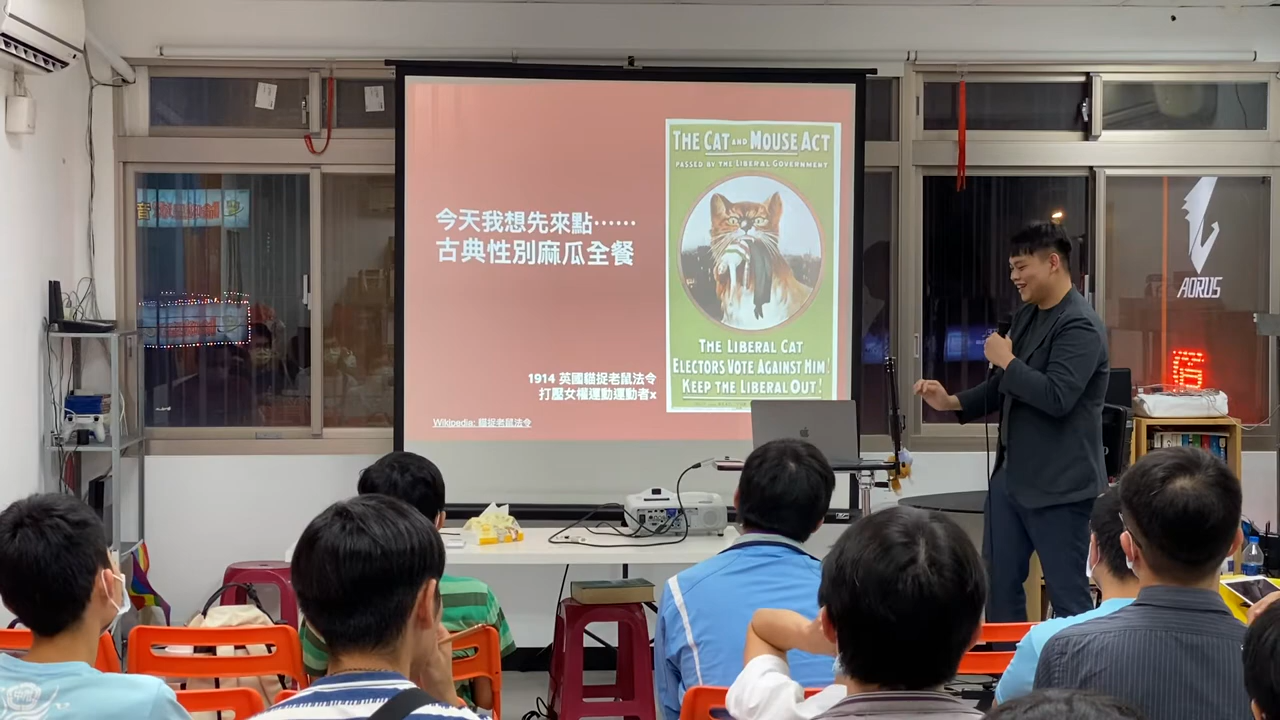 今天我想先來點……
古典性別麻瓜全餐
1914 英國貓捉老鼠法令
打壓女權運動運動者x
Wikipedia: 貓捉老鼠法令
THE CAT AND MOUSE ACT
PASSED BY THE LIBERAL GOVERNMENT
THE LIBERAL CAT
ELECTORS VOTE AGAINST HIM!
KEEP THE LIBERAL OUT!
AORUS